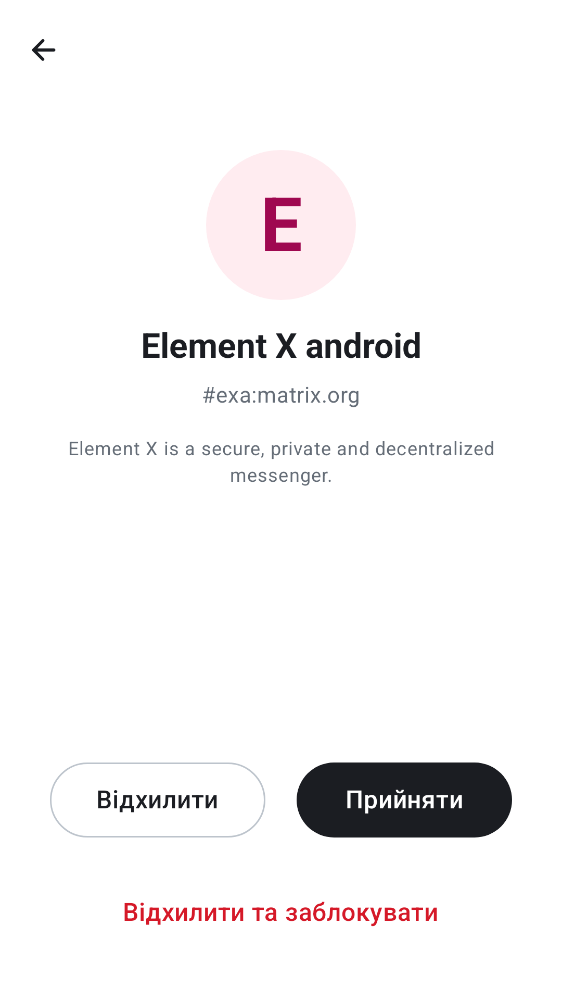 E
Element X android
#exa:matrix.org
Element X is a secure, private and decentralized
messenger.
Відхилити
Прийняти
Відхилити та заблокувати